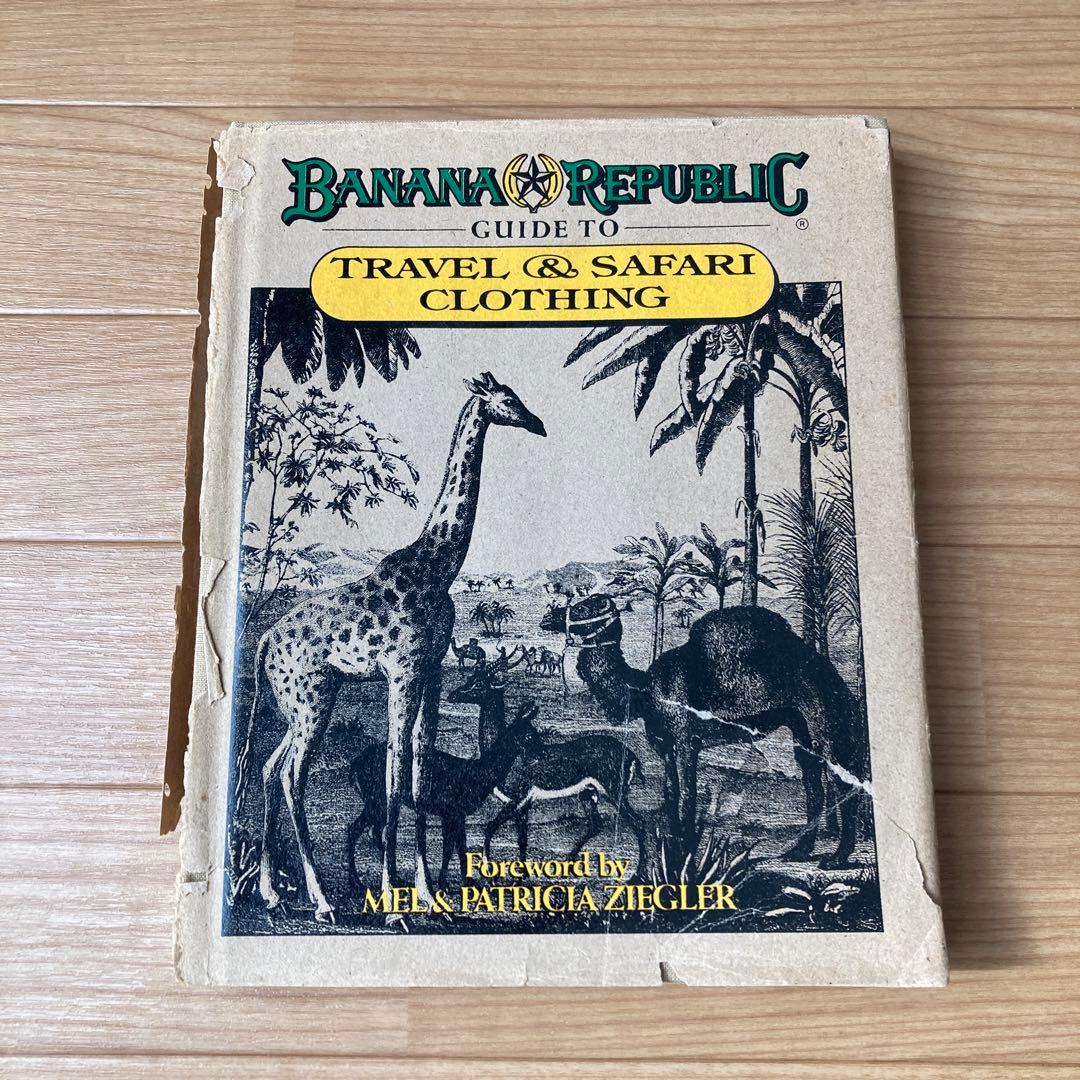 BANANA REPUBLIC
®
GUIDE TO
TRAVEL & SAFARI
CLOTHING
Foreword by
MEL & PATRICIA ZIEGLER